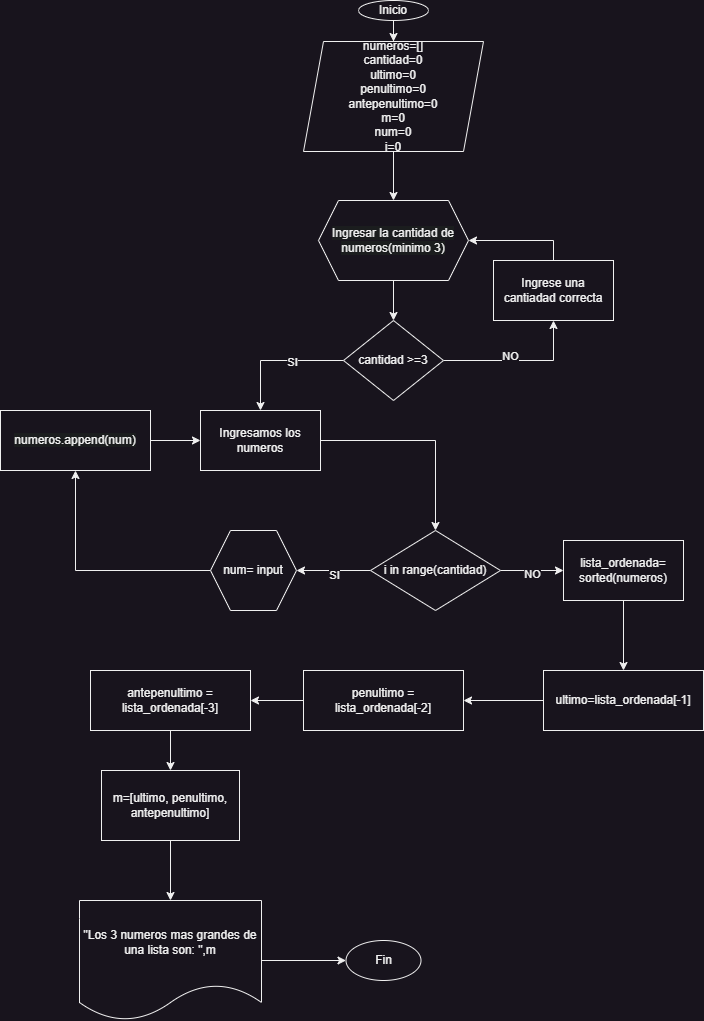 Inicio
numeros=[]
cantidad=0
ultimo=0
penultimo=0
antepenultimo=0
m=0
num=0
i=0
Ingresar la cantidad de
numeros(minimo 3)
Ingrese una
cantiadad correcta
cantidad >=3
SI
NO
numeros.append(num)
Ingresamos los
numeros
num= input
SI
i in range(cantidad)
NO
lista_ordenada=
sorted(numeros)
antepenultimo =
lista_ordenada[-3]
penultimo =
lista_ordenada[-2]
ultimo=lista_ordenada[-1]
m=[ultimo, penultimo,
antepenultimo]
"Los 3 numeros mas grandes de
una lista son: ",m
Fin